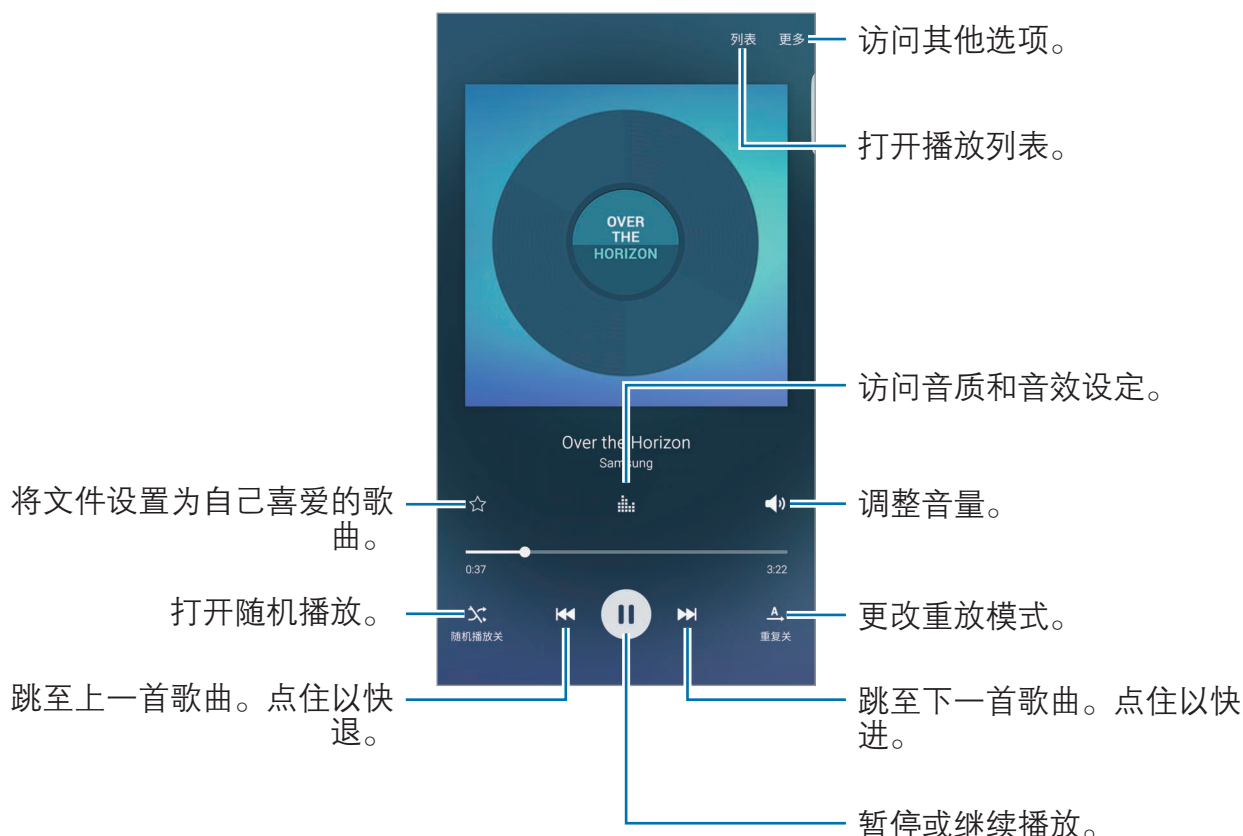 列表 更多
访问其他选项。
打开播放列表。
OVER
THE
HORIZON
访问音质和音效设定。
Over the Horizon
Samsung
将文件设置为自己喜爱的歌
曲。
调整音量。
0:37 3:22
打开随机播放。
随机播放关
A
重复关
更改重放模式。
跳至上一首歌曲。点住以快
退。
跳至下一首歌曲。点住以快
进。
暂停或继续播放。